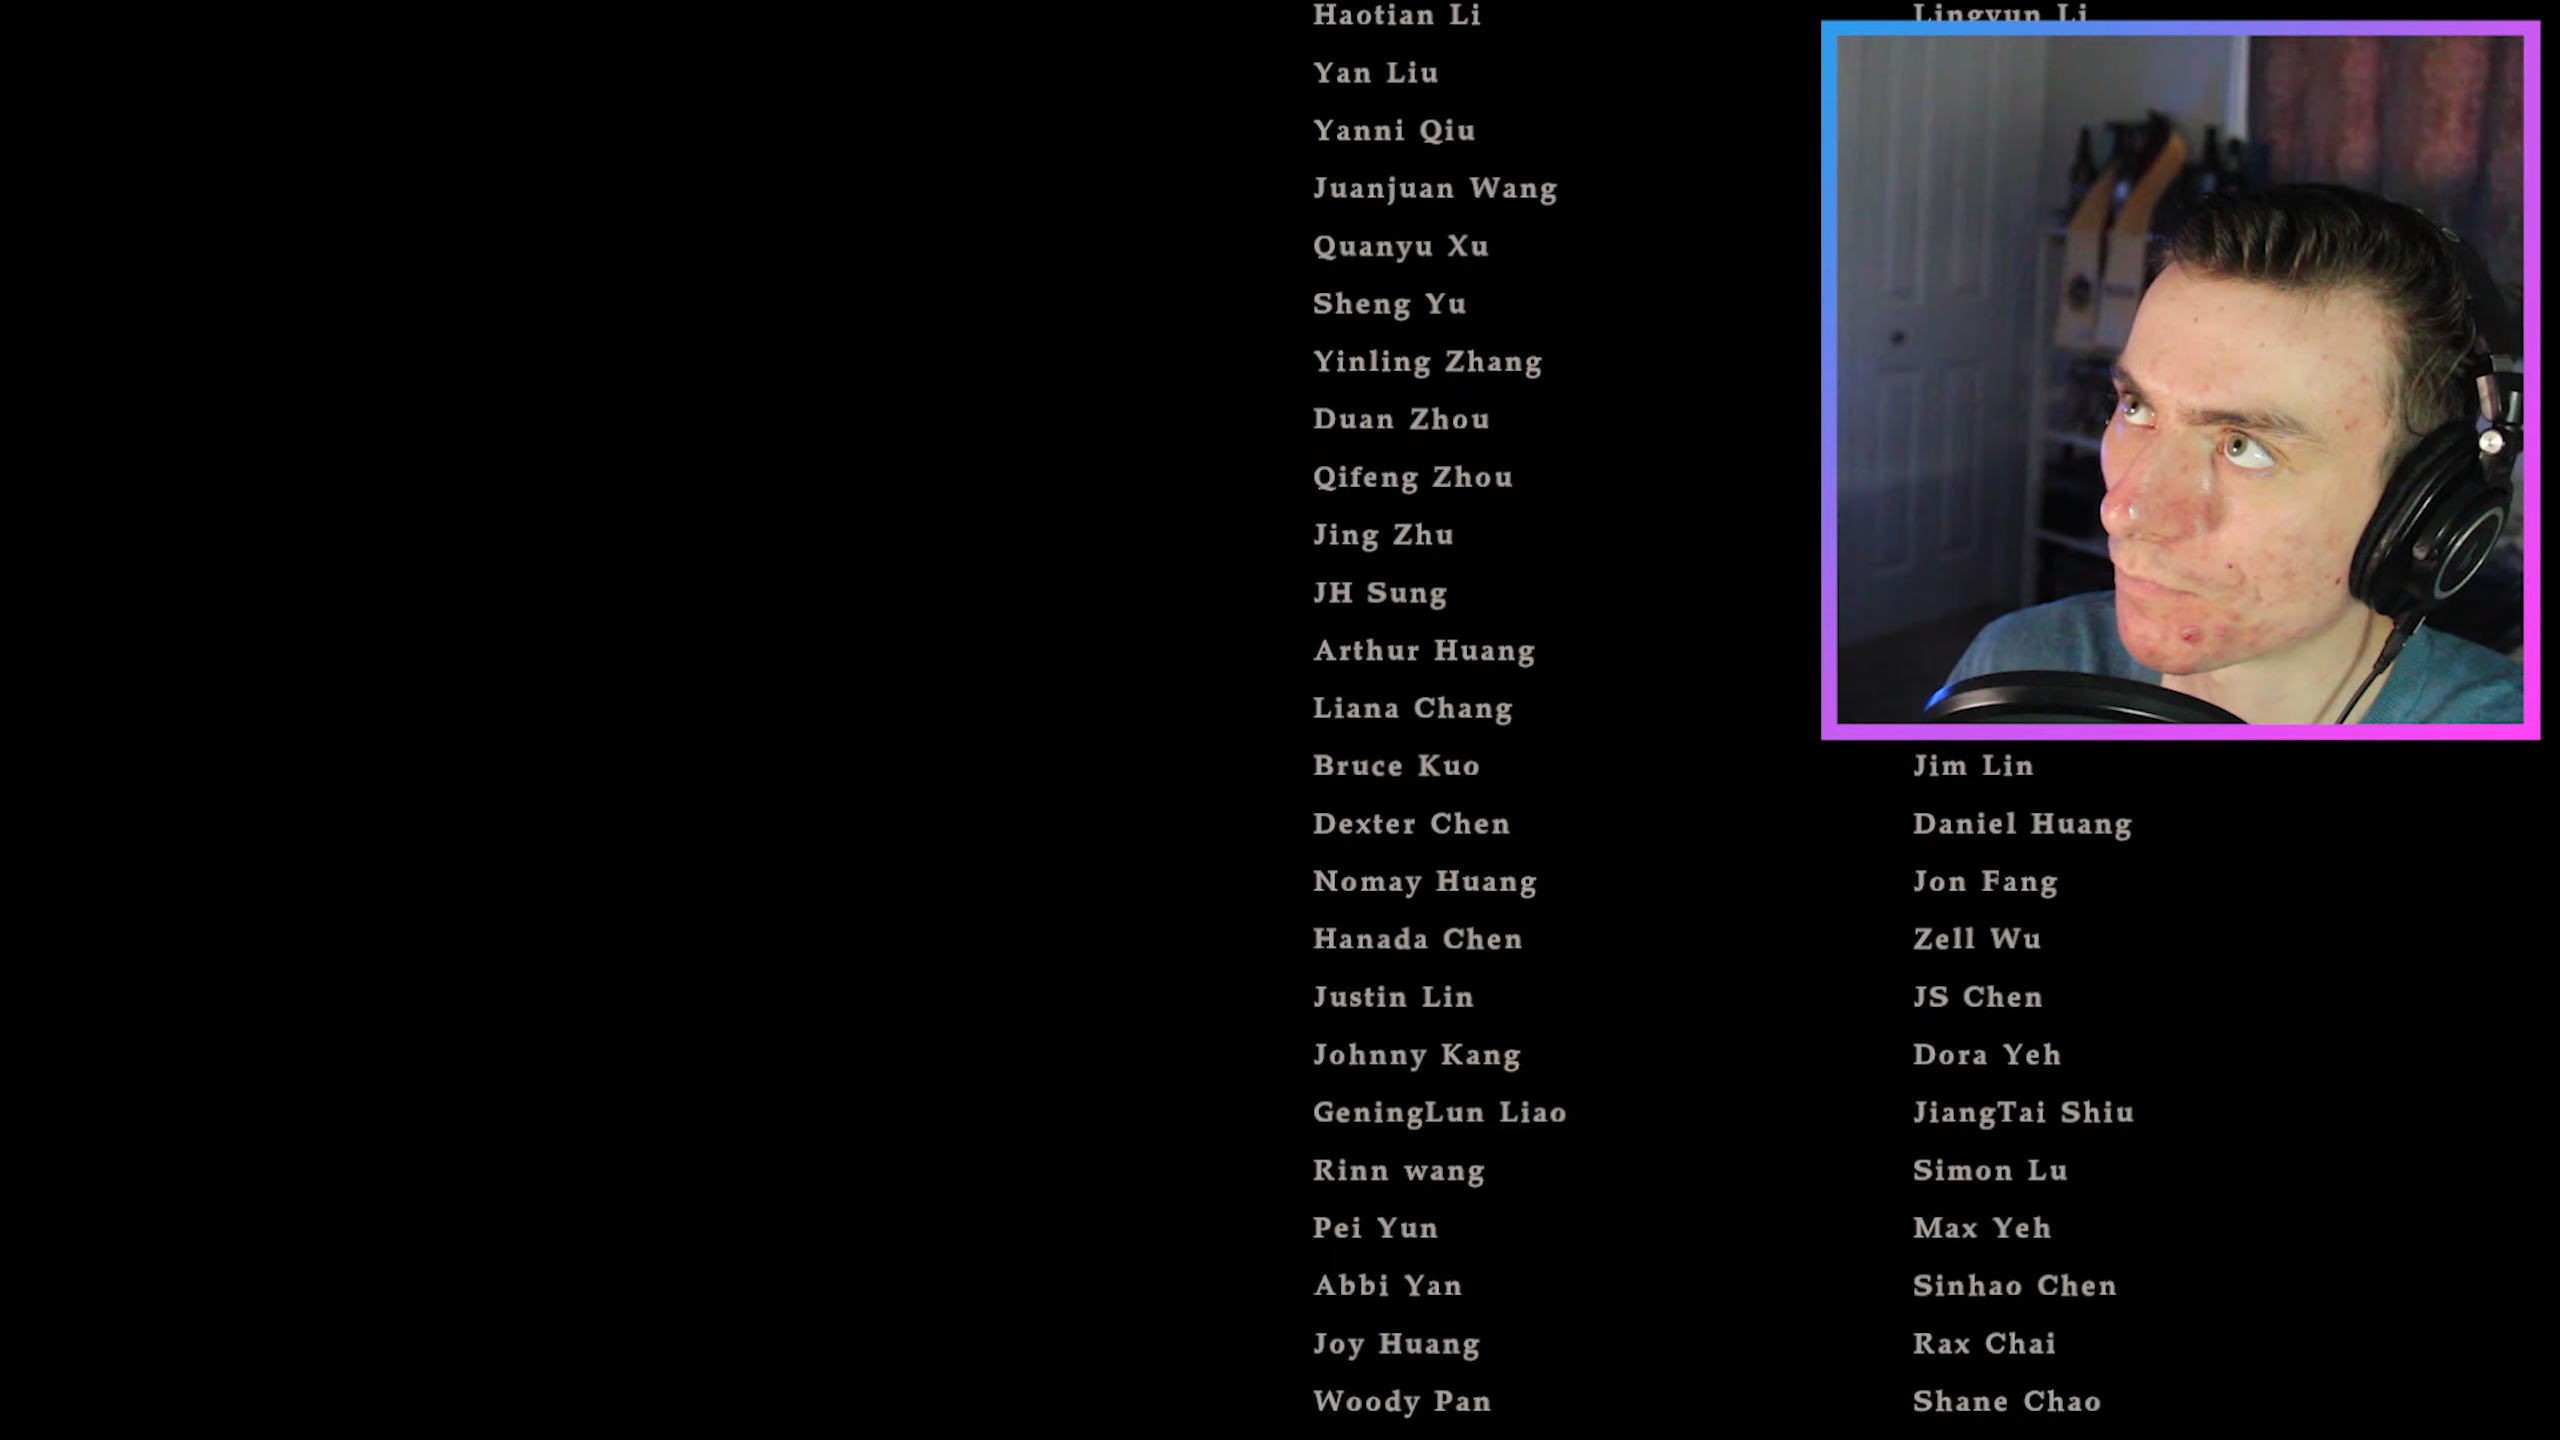 Haotian Li
Lingyun Li
Yan Liu
Yanni Qiu
Juanjuan Wang
Quanyu Xu
Sheng Yu
Yinling Zhang
Duan Zhou
Qifeng Zhou
Jing Zhu
JH Sung
Arthur Huang
Liana Chang
Bruce Kuo
Jim Lin
Dexter Chen
Daniel Huang
Nomay Huang
Jon Fang
Hanada Chen
Zell Wu
Justin Lin
JS Chen
Johnny Kang
Dora Yeh
GeningLun Liao
JiangTai Shiu
Rinn wang
Simon Lu
Pei Yun
Max Yeh
Abbi Yan
Sinhao Chen
Joy Huang
Rax Chai
Woody Pan
Shane Chao